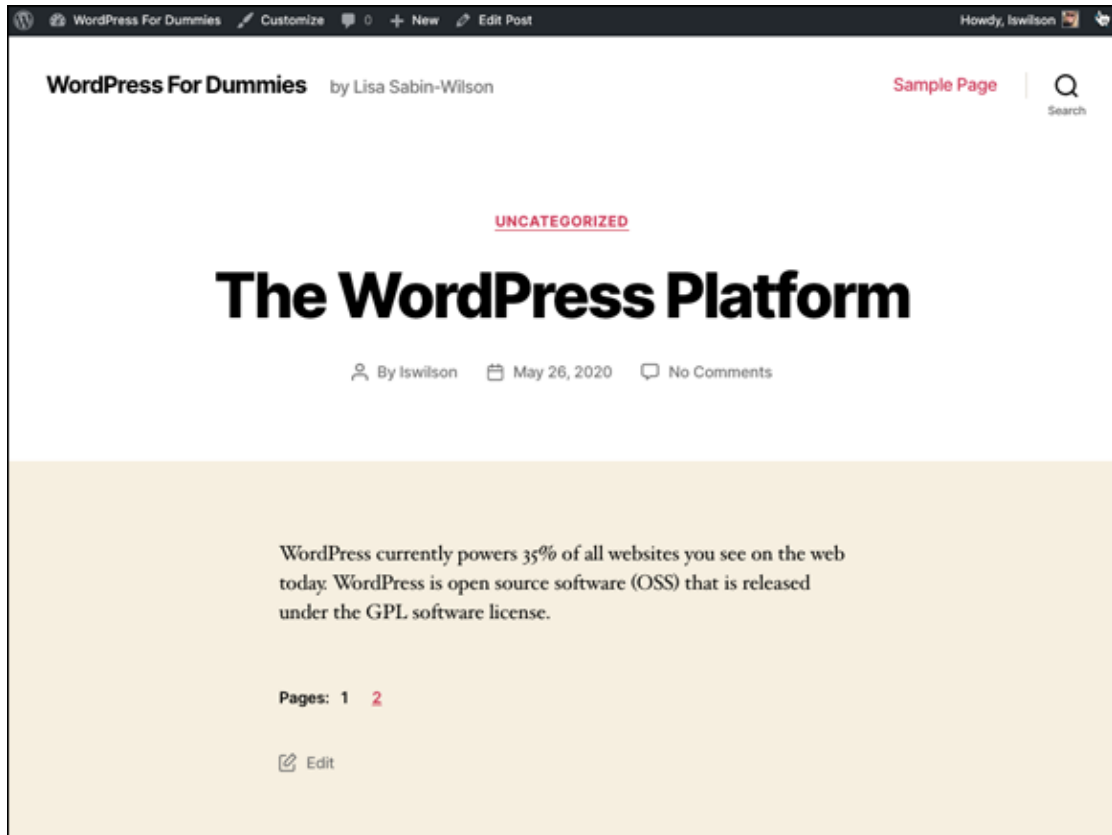 WordPress For Dummies Customize 0 New Edit Post Howdy, lswilson
WordPress For Dummies by Lisa Sabin-Wilson Sample Page
Search
UNCATEGORIZED
The WordPress Platform
By lswilson May 26, 2020 No Comments
WordPress currently powers 35% of all websites you see on the web
today. WordPress is open source software (OSS) that is released
under the GPL software license.
Pages: 1 2
Edit